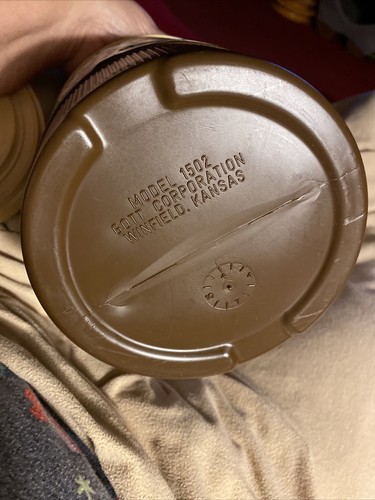 MODEL 1502
GOTT CORPORATION
WINFIELD, KANSAS